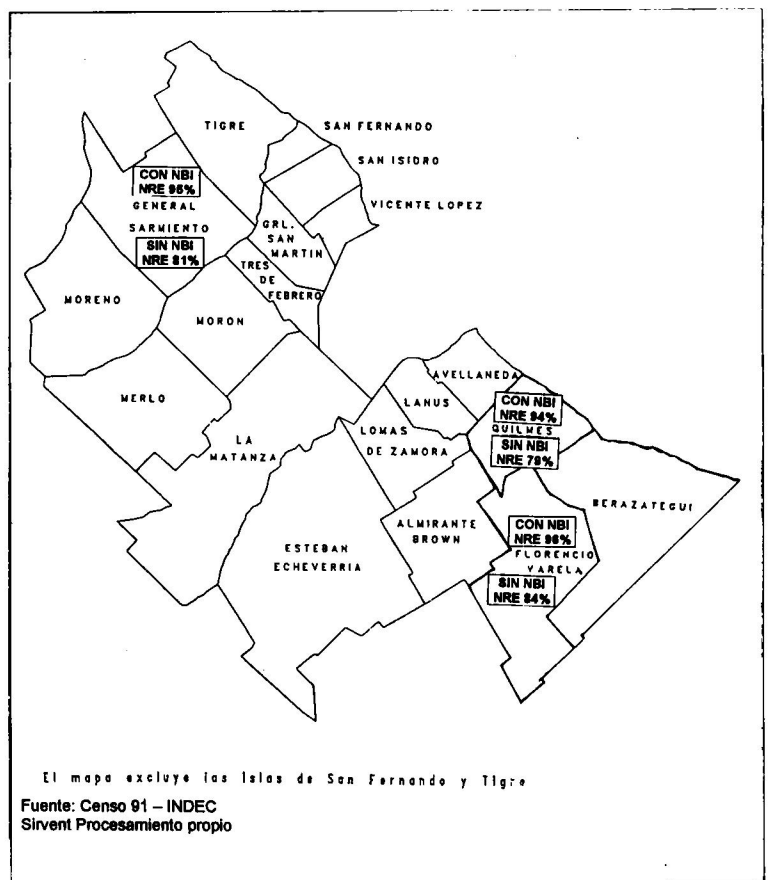 TIGRE
SAN FERNANDO
SAN ISIDRO
VICENTE LOPEZ
CON NBI
NRE 95%
GENERAL
SARMIENTO
SIN NBI
NRE 81%
GRL.
SAN
MARTIN
TRES
DE
FEBRERO
MORENO
MORON
MERLO
LA
MATANZA
AVELLANEDA
LANUS
CON NBI
NRE 94%
QUILMES
SIN NBI
NRE 79%
LOMAS
DE ZAMORA
BERAZATEGUI
ALMIRANTE
BROWN
CON NBI
NRE 96%
FLORENCIO
VARELA
SIN NBI
NRE 84%
ESTEBAN
ECHEVERRIA
El mapa excluye las Islas de San Fernando y Tigre
Fuente: Censo 91 – INDEC
Sirvent Procesamiento propio